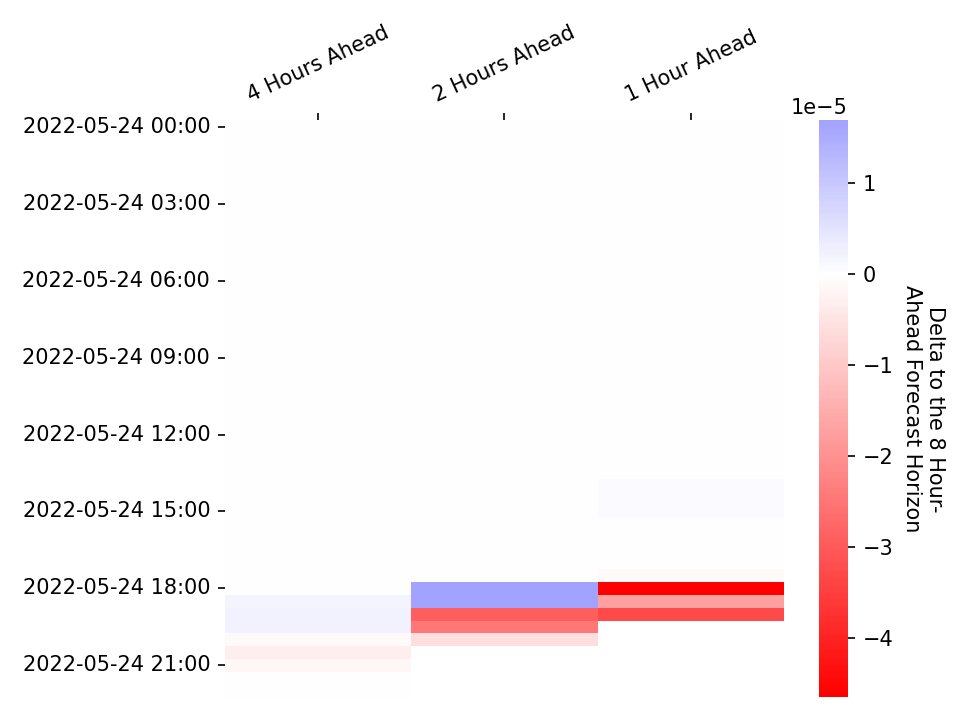 4 Hours Ahead
2 Hours Ahead
1 Hour Ahead
1e−5
2022-05-24 00:00
2022-05-24 03:00
2022-05-24 06:00
2022-05-24 09:00
2022-05-24 12:00
2022-05-24 15:00
2022-05-24 18:00
2022-05-24 21:00
1
0
−1
−2
−3
−4
Delta to the 8 Hour-
Ahead Forecast Horizon